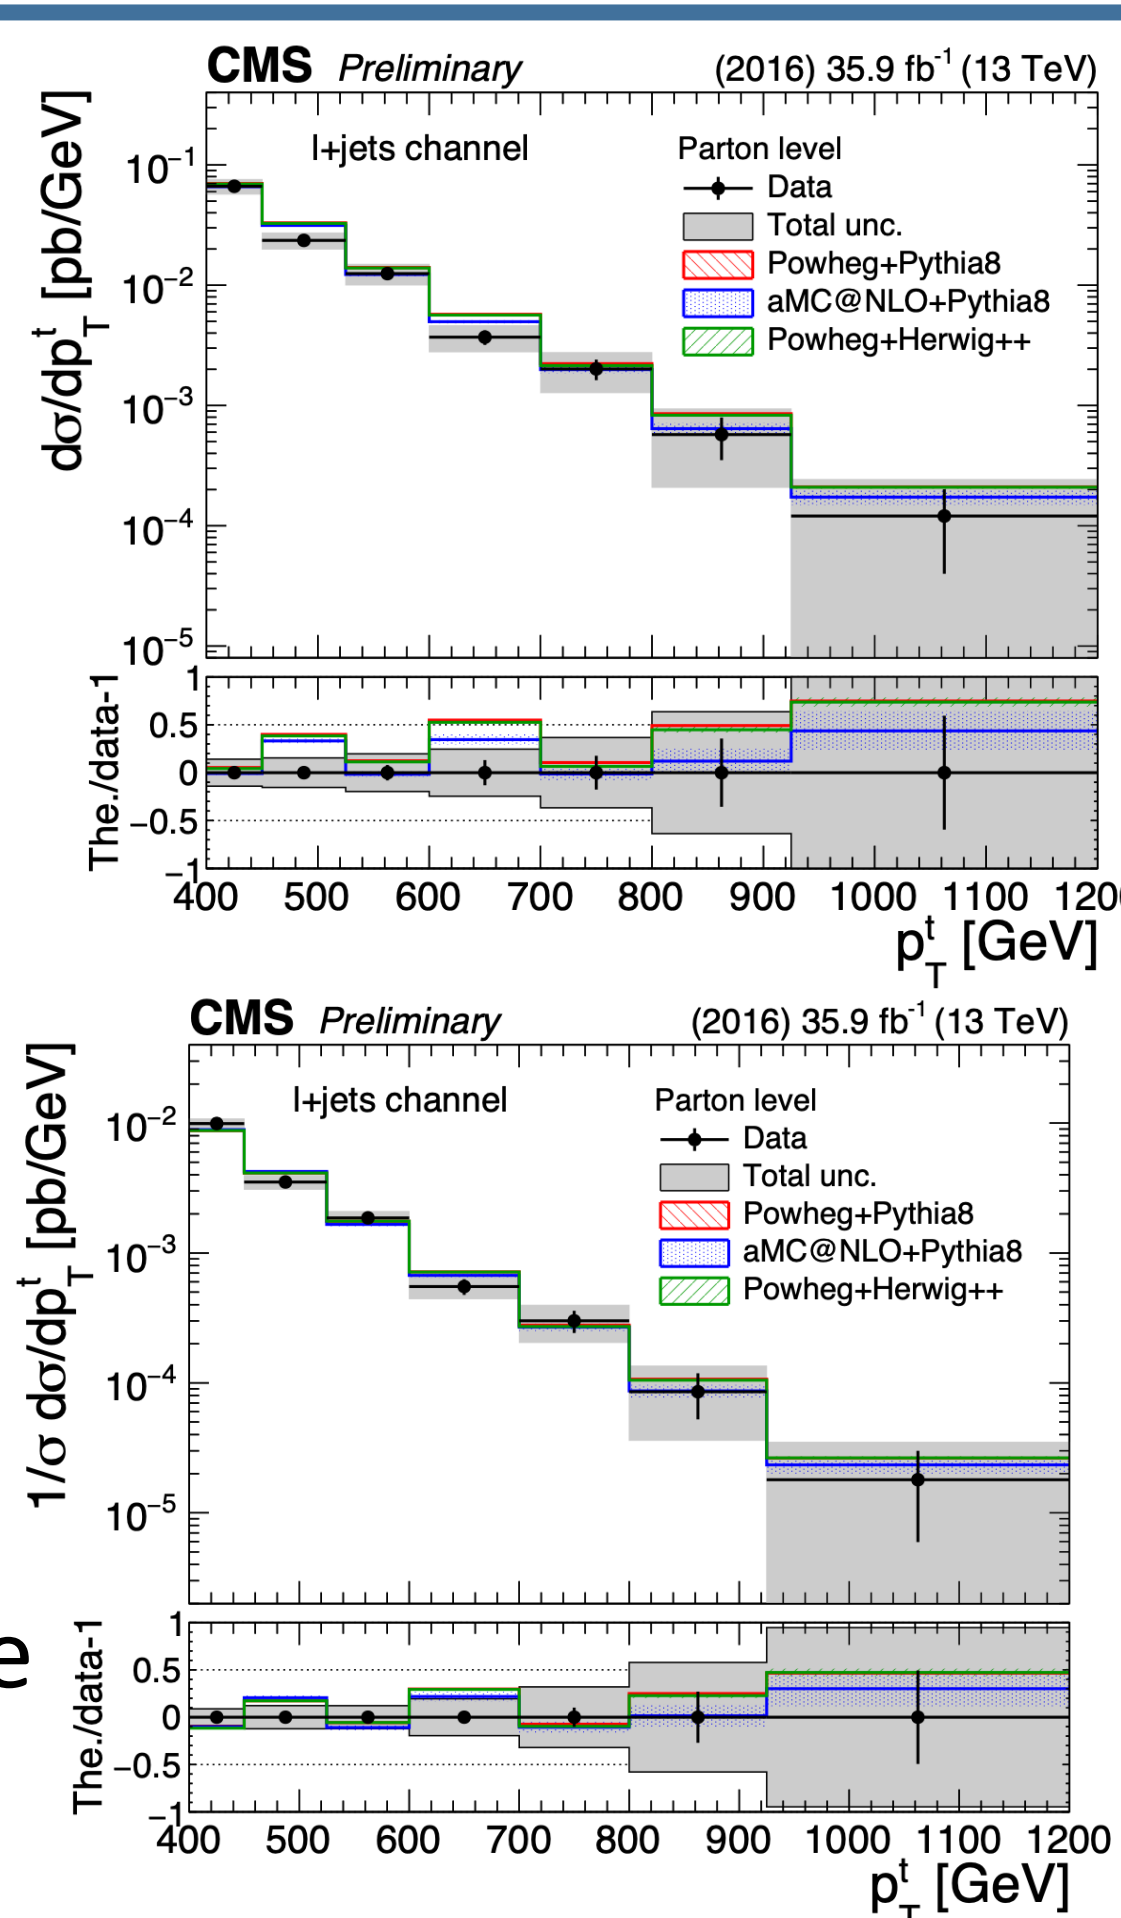 CMS Preliminary (2016) 35.9 fb⁻¹ (13 TeV)
dσ/dp_T^t [pb/GeV]
l+jets channel
Parton level
Data
Total unc.
Powheg+Pythia8
aMC@NLO+Pythia8
Powheg+Herwig++
10⁻¹
10⁻²
10⁻³
10⁻⁴
10⁻⁵
The./data-1
1
0.5
0
−0.5
−1
400 500 600 700 800 900 1000 1100 120
p_T^t [GeV]
CMS Preliminary (2016) 35.9 fb⁻¹ (13 TeV)
1/σ dσ/dp_T^t [pb/GeV]
l+jets channel
Parton level
Data
Total unc.
Powheg+Pythia8
aMC@NLO+Pythia8
Powheg+Herwig++
10⁻²
10⁻³
10⁻⁴
10⁻⁵
e
The./data-1
1
0.5
0
−0.5
−1
400 500 600 700 800 900 1000 1100 1200
p_T^t [GeV]